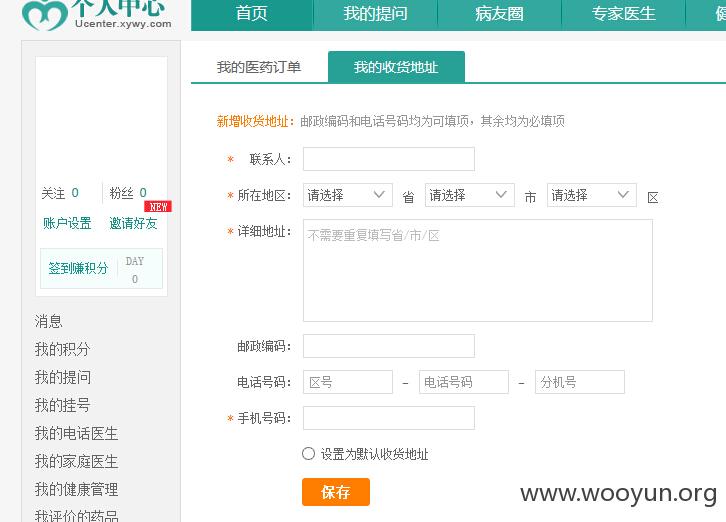 个人中心
Ucenter.xywy.com
首页 我的提问 病友圈 专家医生 健
我的医药订单 我的收货地址
新增收货地址：邮政编码和电话号码均为可填项，其余均为必填项
* 联系人：
* 所在地区： 请选择 省 请选择 市 请选择 区
* 详细地址： 不需要重复填写省/市/区
邮政编码：
电话号码： 区号 - 电话号码 - 分机号
* 手机号码：
设置为默认收货地址
保存
关注 0 粉丝 0
NEW
账户设置 邀请好友
签到赚积分 DAY
0
消息
我的积分
我的提问
我的挂号
我的电话医生
我的家庭医生
我的健康管理
我评价的药品
www.wooyun.org